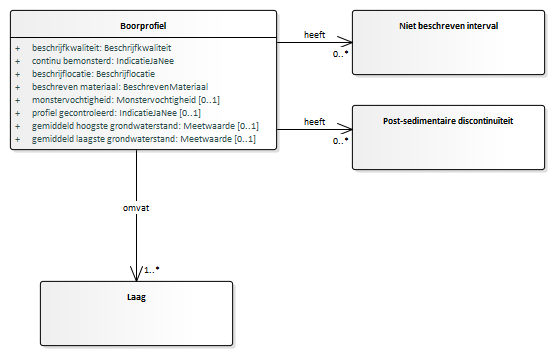 Boorprofiel
+ beschrijfkwaliteit: Beschrijfkwaliteit
+ continu bemonsterd: IndicatieJaNee
+ beschrijflocatie: Beschrijflocatie
+ beschreven materiaal: BeschrevenMateriaal
+ monstervochtigheid: Monstervochtigheid [0..1]
+ profiel gecontroleerd: IndicatieJaNee [0..1]
+ gemiddeld hoogste grondwaterstand: Meetwaarde [0..1]
+ gemiddeld laagste grondwaterstand: Meetwaarde [0..1]
heeft
0..*
Niet beschreven interval
heeft
0..*
Post-sedimentaire discontinuïteit
omvat
1..*
Laag